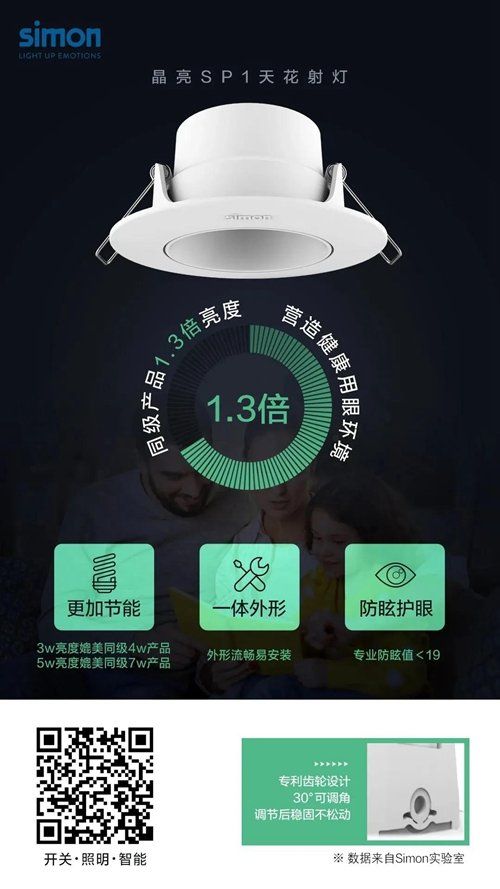 simon
LIGHT UP EMOTIONS
晶亮SP1天花射灯
simon
同级产品1.3倍亮度
营造健康用眼环境
1.3倍
更加节能
一体外形
防眩护眼
3w亮度媲美同级4w产品
5w亮度媲美同级7w产品
外形流畅易安装
专业防眩值<19
专利齿轮设计
30°可调角
调节后稳固不松动
开关·照明·智能
※ 数据来自Simon实验室